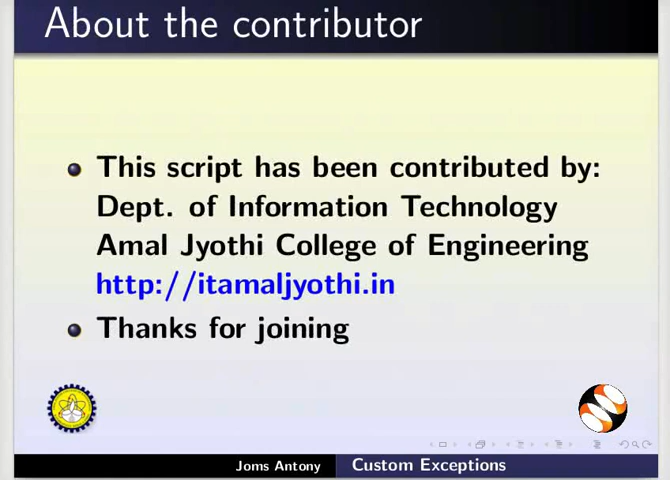 About the contributor
This script has been contributed by:
Dept. of Information Technology
Amal Jyothi College of Engineering
http://itamaljyothi.in
Thanks for joining
Joms Antony
Custom Exceptions